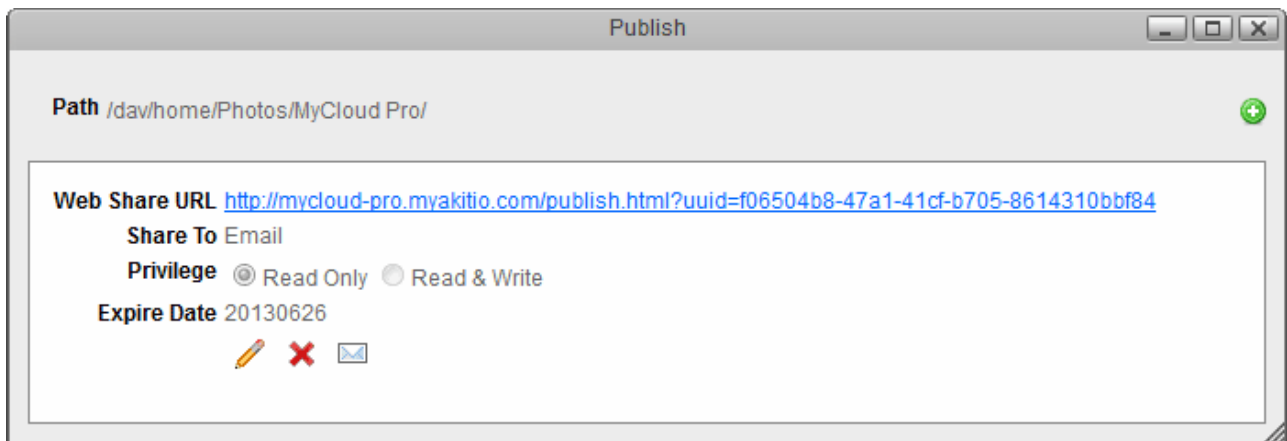 Publish
Path /dav/home/Photos/MyCloud Pro/
Web Share URL http://mycloud-pro.myakitio.com/publish.html?uuid=f06504b8-47a1-41cf-b705-8614310bbf84
Share To Email
Privilege Read Only Read & Write
Expire Date 20130626